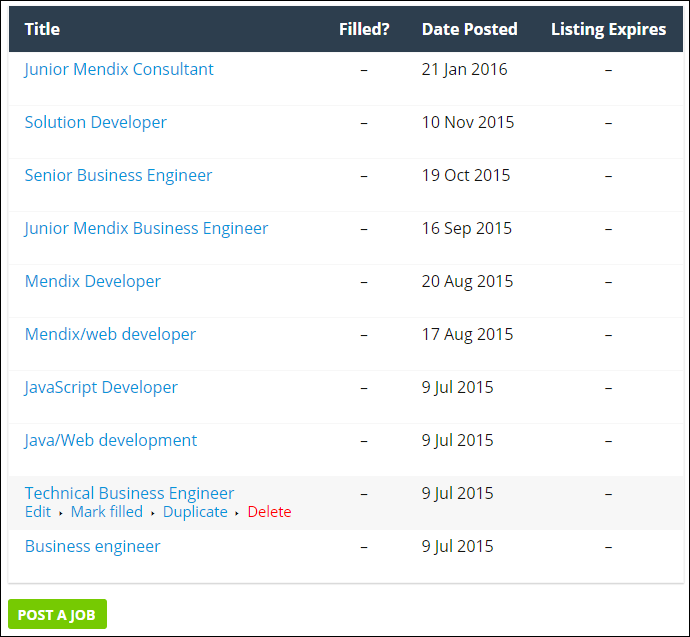 Title Filled? Date Posted Listing Expires
Junior Mendix Consultant – 21 Jan 2016 –
Solution Developer – 10 Nov 2015 –
Senior Business Engineer – 19 Oct 2015 –
Junior Mendix Business Engineer – 16 Sep 2015 –
Mendix Developer – 20 Aug 2015 –
Mendix/web developer – 17 Aug 2015 –
JavaScript Developer – 9 Jul 2015 –
Java/Web development – 9 Jul 2015 –
Technical Business Engineer – 9 Jul 2015 –
Edit ‣ Mark filled ‣ Duplicate ‣ Delete
Business engineer – 9 Jul 2015 –
POST A JOB